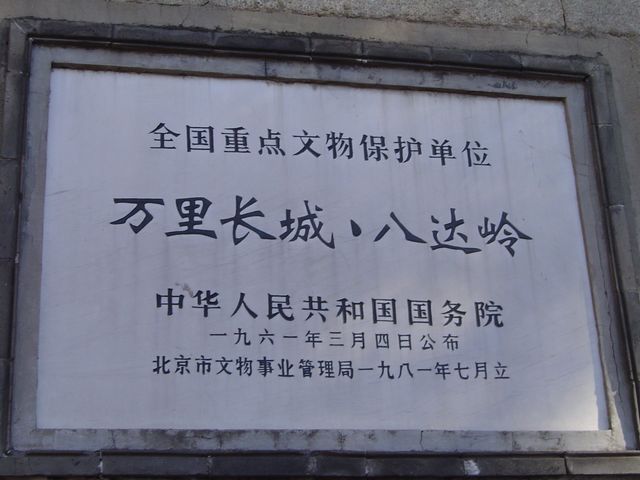 全国重点文物保护单位
万里长城·八达岭
中华人民共和国国务院
一九六一年三月四日公布
北京市文物事业管理局一九八一年七月立